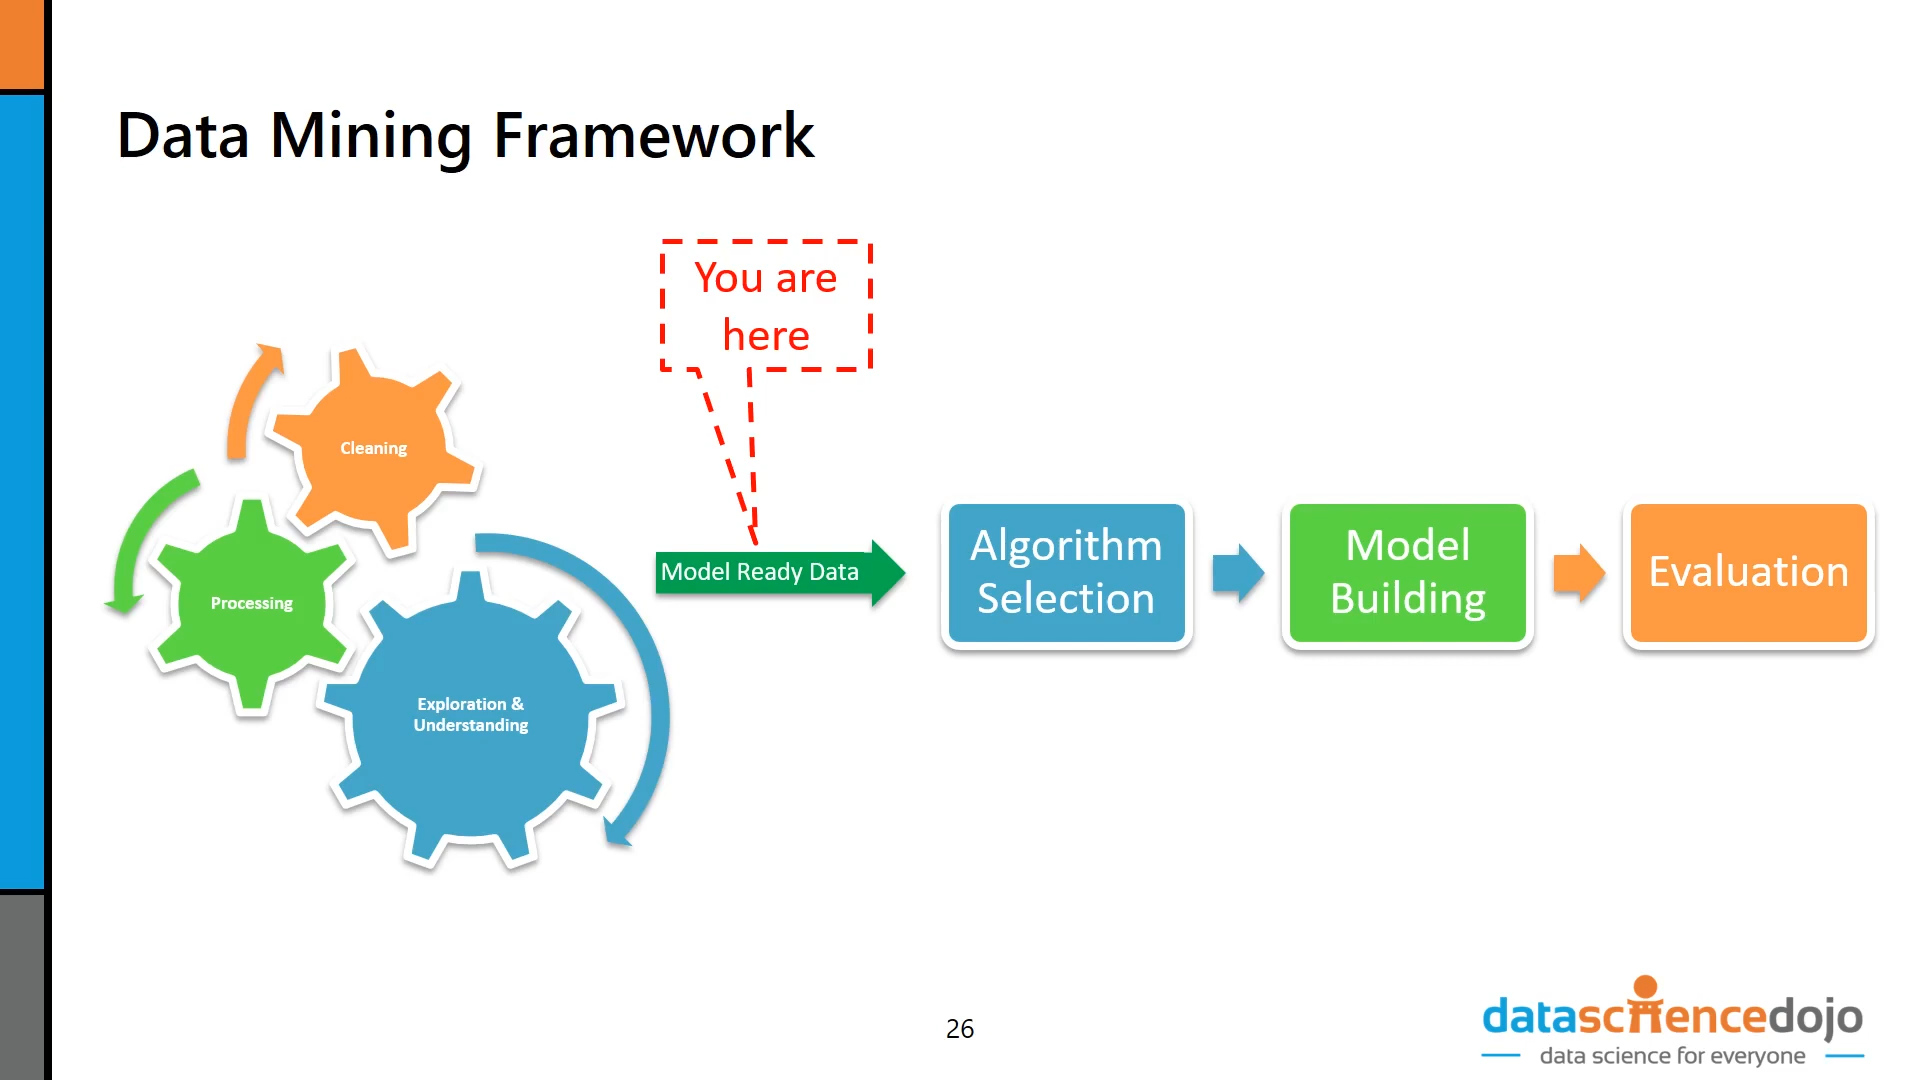 Data Mining Framework
You are
here
Cleaning
Processing
Exploration &
Understanding
Model Ready Data
Algorithm
Selection
Model
Building
Evaluation
26
datasciencedojo
data science for everyone